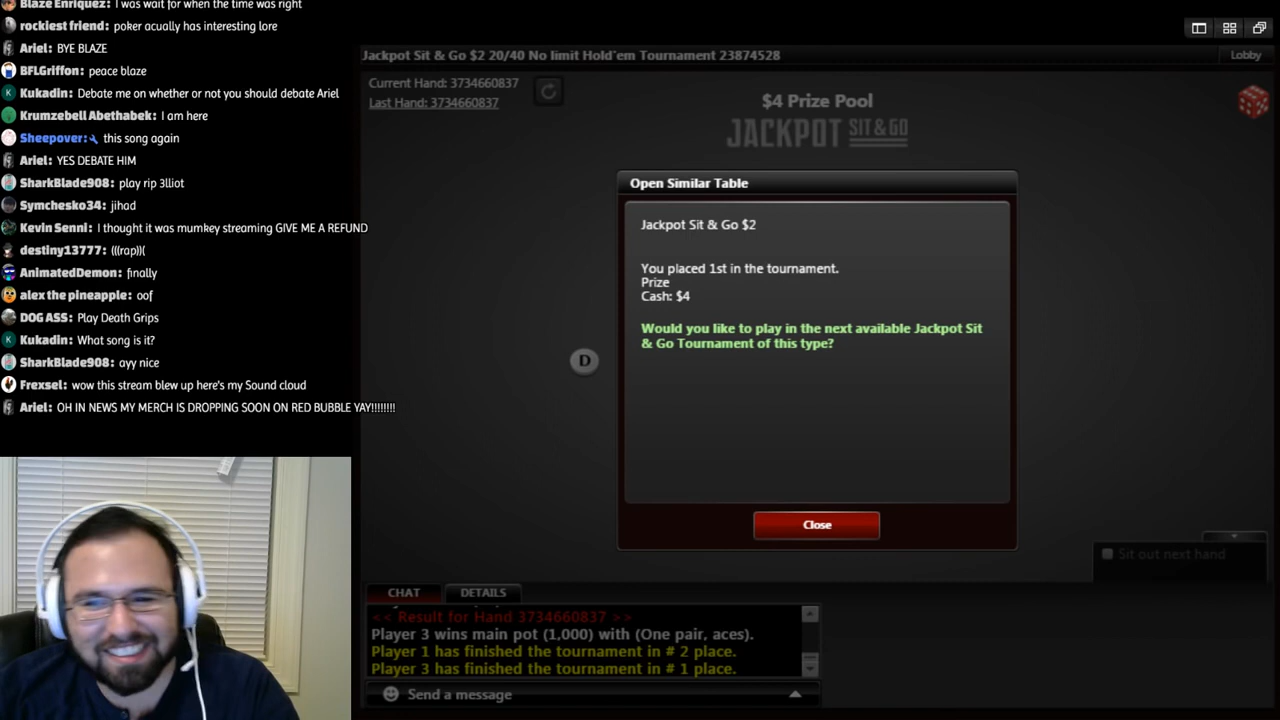 Blaze Enriquez: I was wait for when the time was right
rockiest friend: poker acually has interesting lore
Ariel: BYE BLAZE
BFLGriffon: peace blaze
Kukadin: Debate me on whether or not you should debate Ariel
Krumzebell Abethabek: I am here
Sheepover: this song again
Ariel: YES DEBATE HIM
SharkBlade908: play rip 3lliot
Symchesko34: jihad
Kevin Senni: I thought it was mumkey streaming GIVE ME A REFUND
destiny13777: (((rap))(
AnimatedDemon: finally
alex the pineapple: oof
DOG ASS: Play Death Grips
Kukadin: What song is it?
SharkBlade908: ayy nice
Frexsel: wow this stream blew up here's my Sound cloud
Ariel: OH IN NEWS MY MERCH IS DROPPING SOON ON RED BUBBLE YAY!!!!!!!!
Jackpot Sit & Go $2 20/40 No limit Hold'em Tournament 23874528
Lobby
Current Hand: 3734660837
Last Hand: 3734660837
$4 Prize Pool
JACKPOT SIT & GO
Open Similar Table
Jackpot Sit & Go $2
You placed 1st in the tournament.
Prize
Cash: $4
Would you like to play in the next available Jackpot Sit
& Go Tournament of this type?
D
Close
Sit out next hand
CHAT
DETAILS
<< Result for Hand 3734660837 >>
Player 3 wins main pot (1,000) with (One pair, aces).
Player 1 has finished the tournament in # 2 place.
Player 3 has finished the tournament in # 1 place.
Send a message